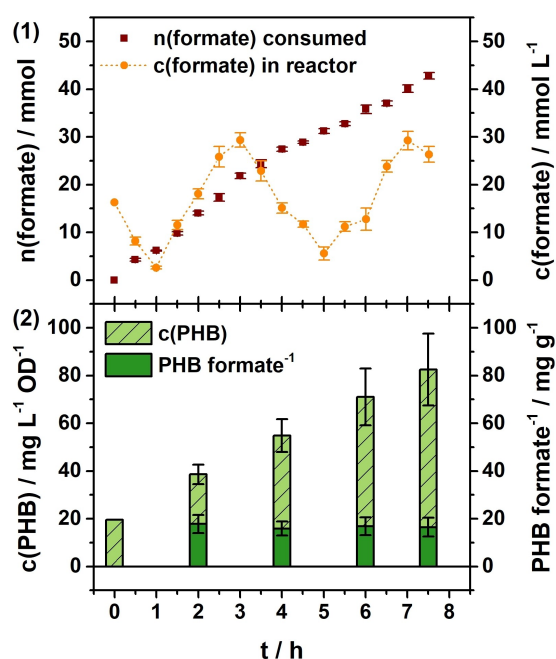 (1)
n(formate) consumed
c(formate) in reactor
n(formate) / mmol
50
40
30
20
10
0
c(formate) / mmol L⁻¹
50
40
30
20
10
0
(2)
c(PHB)
PHB formate⁻¹
c(PHB) / mg L⁻¹ OD⁻¹
100
80
60
40
20
0
PHB formate⁻¹ / mg g⁻¹
100
80
60
40
20
0
0 1 2 3 4 5 6 7 8
t / h